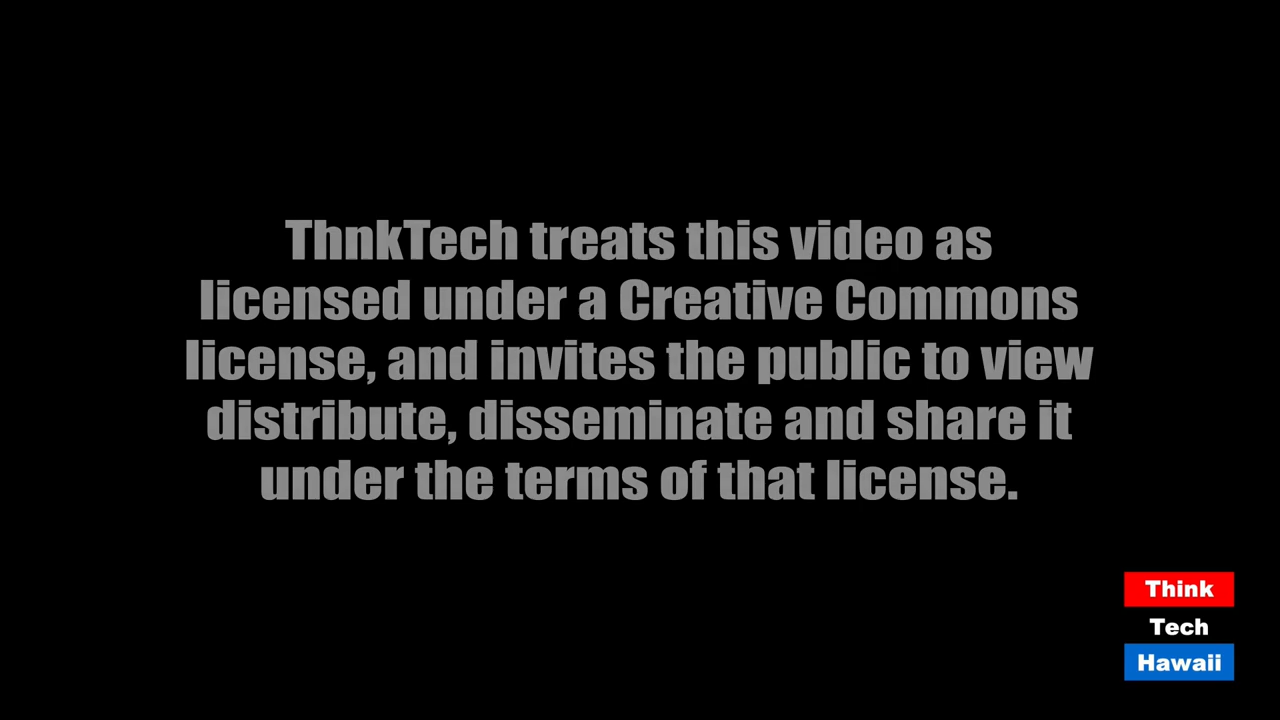 ThnkTech treats this video as
licensed under a Creative Commons
license, and invites the public to view
distribute, disseminate and share it
under the terms of that license.
Think
Tech
Hawaii